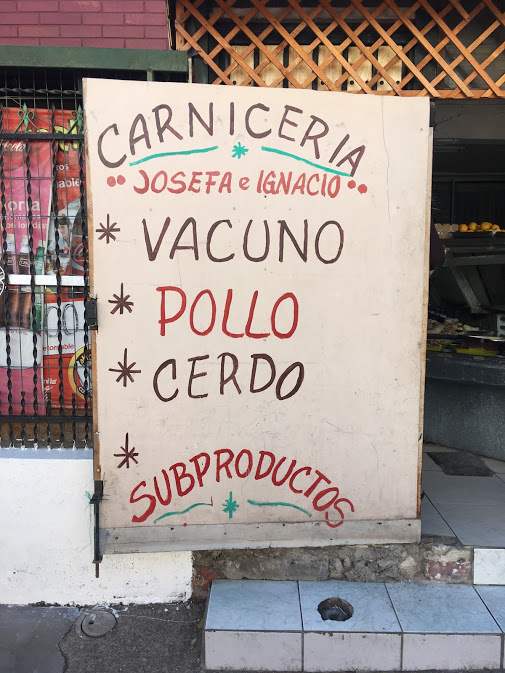 CARNICERIA
JOSEFA e IGNACIO
VACUNO
POLLO
CERDO
SUBPRODUCTOS